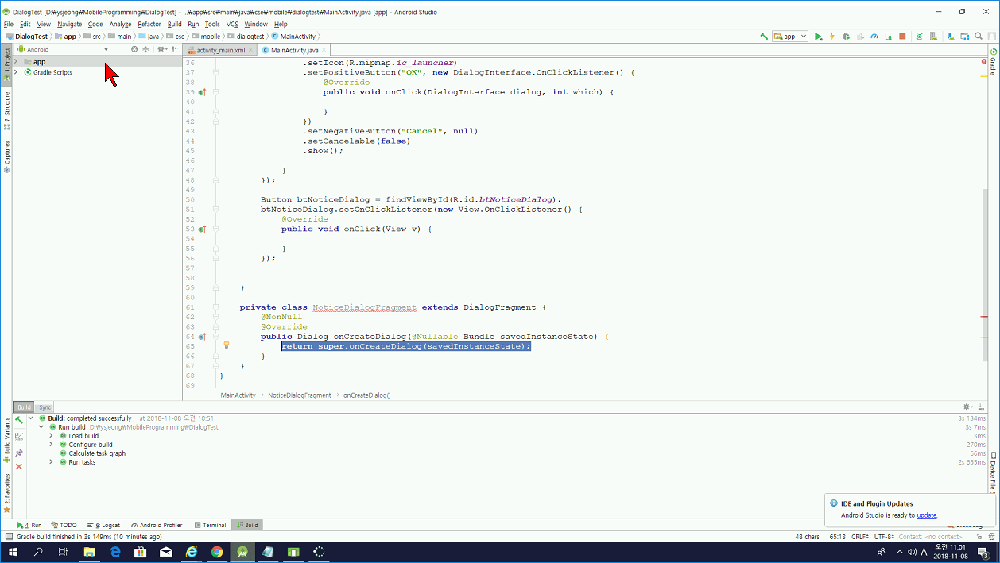 DialogTest [D:₩ysjeong₩MobileProgramming₩DialogTest] - ...₩app₩src₩main₩java₩cse₩mobile₩dialogtest₩MainActivity.java [app] - Android Studio
File Edit View Navigate Code Analyze Refactor Build Run Tools VCS Window Help
DialogTest app src main java cse mobile dialogtest MainActivity
app
1: Project
7: Structure
Captures
Build Variants
2: Favorites
Gradle
Android
app
Gradle Scripts
activity_main.xml MainActivity.java
36 .setIcon(R.mipmap.ic_launcher)
37 .setPositiveButton("OK", new DialogInterface.OnClickListener() {
38 @Override
39 public void onClick(DialogInterface dialog, int which) {
40
41 }
42 })
43 .setNegativeButton("Cancel", null)
44 .setCancelable(false)
45 .show();
46
47 }
48 });
49
50 Button btNoticeDialog = findViewById(R.id.btNoticeDialog);
51 btNoticeDialog.setOnClickListener(new View.OnClickListener() {
52 @Override
53 public void onClick(View v) {
54
55 }
56 });
57
58
59 }
60
61 private class NoticeDialogFragment extends DialogFragment {
62 @NonNull
63 @Override
64 public Dialog onCreateDialog(@Nullable Bundle savedInstanceState) {
65 return super.onCreateDialog(savedInstanceState);
66 }
67 }
68 }
69
MainActivity NoticeDialogFragment onCreateDialog()
Build Sync
Build: completed successfully at 2018-11-08 오전 10:51 3s 134ms
Run build D:₩ysjeong₩MobileProgramming₩DialogTest 3s 7ms
Load build 3ms
Configure build 270ms
Calculate task graph 66ms
Run tasks 2s 655ms
Device File E
IDE and Plugin Updates
Android Studio is ready to update.
4: Run TODO 6: Logcat Android Profiler Terminal Build Event Log
Gradle build finished in 3s 149ms (10 minutes ago) 48 chars 65:13 CRLF UTF-8 Context: <no context>
A 오전 11:01
2018-11-08
3